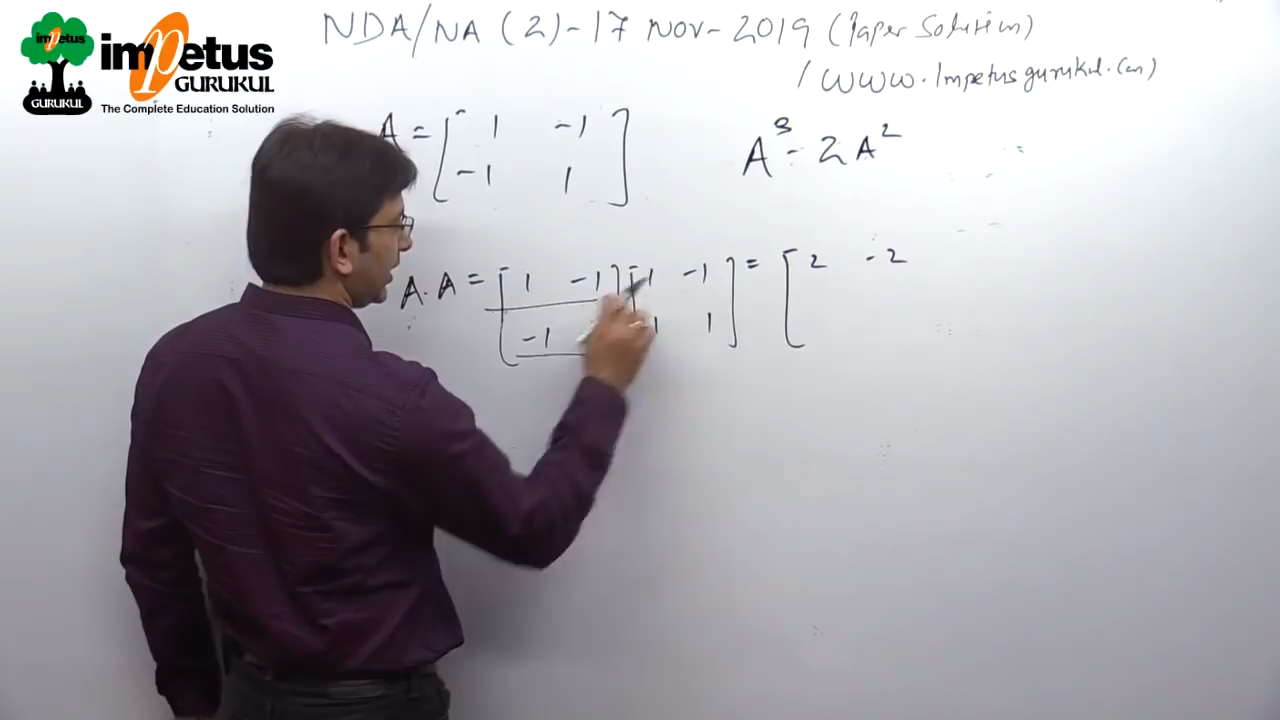 impetus
GURUKUL
impetus
GURUKUL
The Complete Education Solution
NDA/NA (2)-17 Nov-2019 (Paper Solution)
/ www.Impetusgurukul.com)
A = [ 1 -1
-1 1 ]
A³ - 2A²
A.A = [ 1 -1 ] [ 1 -1 ] = [ 2 -2
-1 1 1